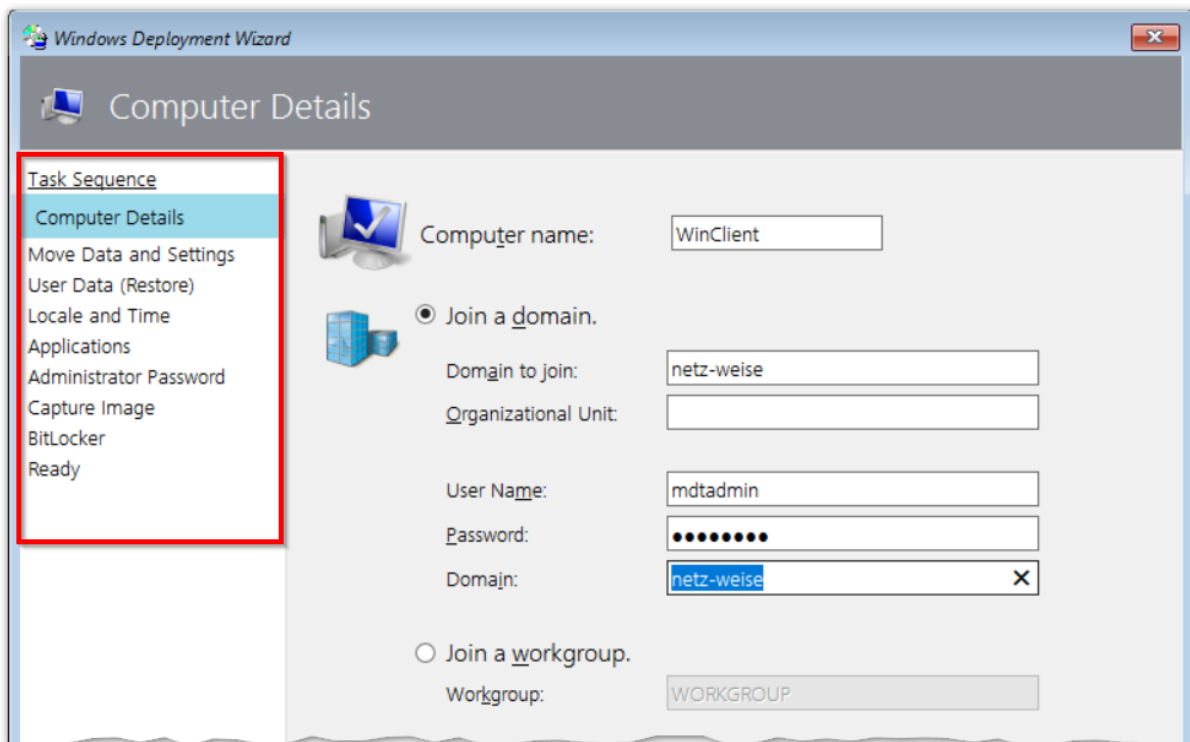 Windows Deployment Wizard
Computer Details
Task Sequence
Computer Details
Move Data and Settings
User Data (Restore)
Locale and Time
Applications
Administrator Password
Capture Image
BitLocker
Ready
Computer name: WinClient
Join a domain.
Domain to join: netz-weise
Organizational Unit:
User Name: mdtadmin
Password: ●●●●●●●●
Domain: netz-weise
Join a workgroup.
Workgroup: WORKGROUP